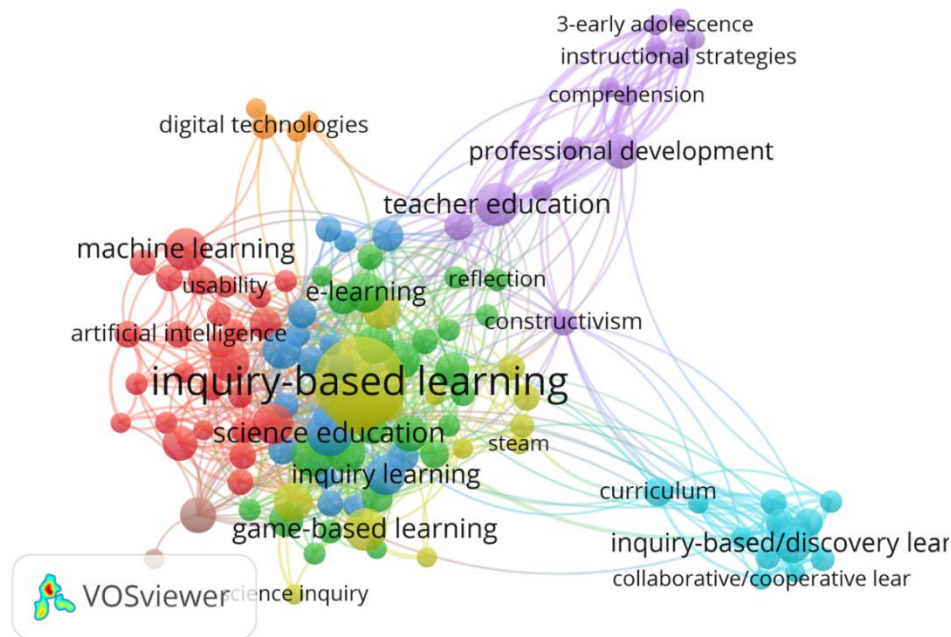 3-early adolescence
instructional strategies
comprehension
digital technologies
professional development
teacher education
machine learning
usability
e-learning
reflection
artificial intelligence
constructivism
inquiry-based learning
science education
steam
inquiry learning
curriculum
game-based learning
inquiry-based/discovery lear
collaborative/cooperative lear
science inquiry
VOSviewer